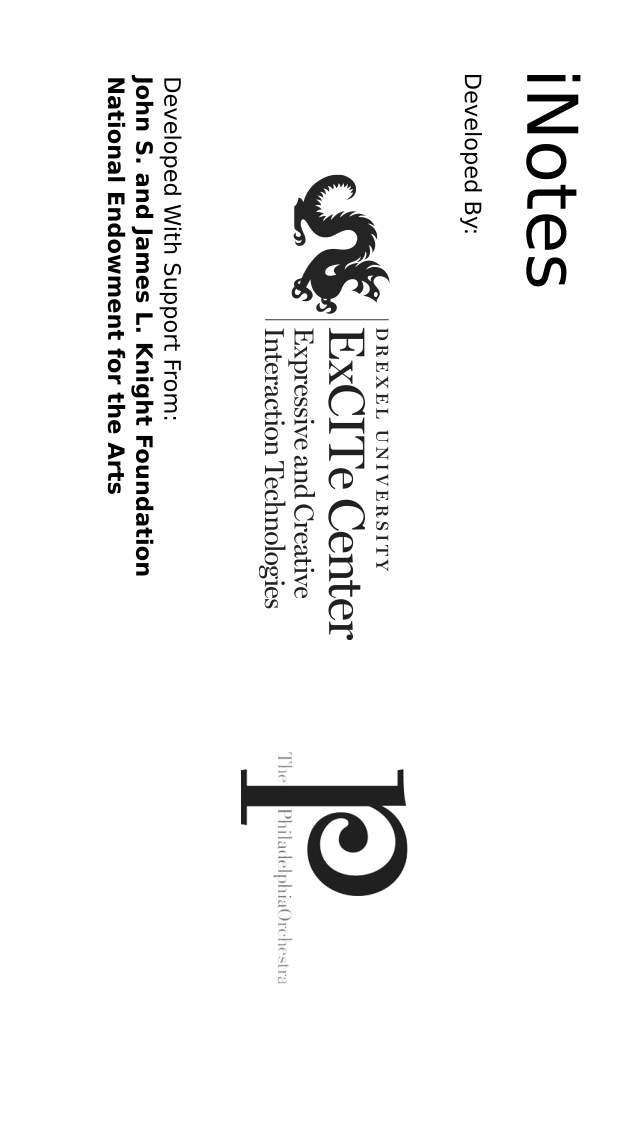 iNotes
Developed By:
DREXEL UNIVERSITY
ExCITe Center
Expressive and Creative
Interaction Technologies
p
The PhiladelphiaOrchestra
Developed With Support From:
John S. and James L. Knight Foundation
National Endowment for the Arts